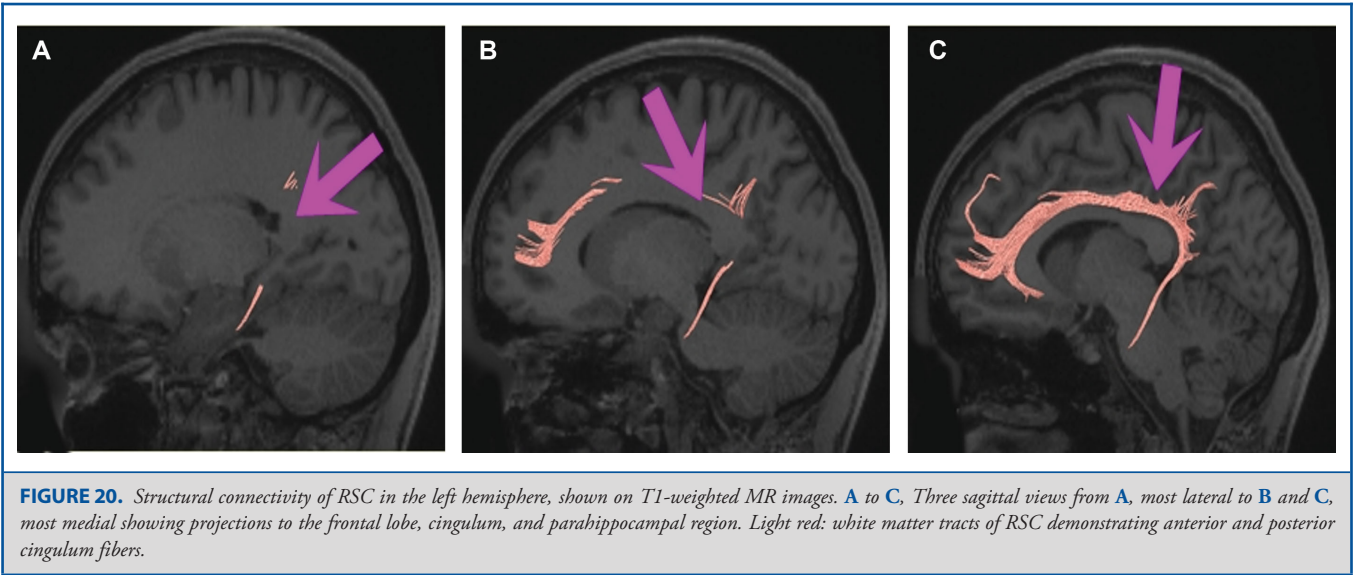 A
B
C
FIGURE 20. Structural connectivity of RSC in the left hemisphere, shown on T1-weighted MR images. A to C, Three sagittal views from A, most lateral to B and C,
most medial showing projections to the frontal lobe, cingulum, and parahippocampal region. Light red: white matter tracts of RSC demonstrating anterior and posterior
cingulum fibers.